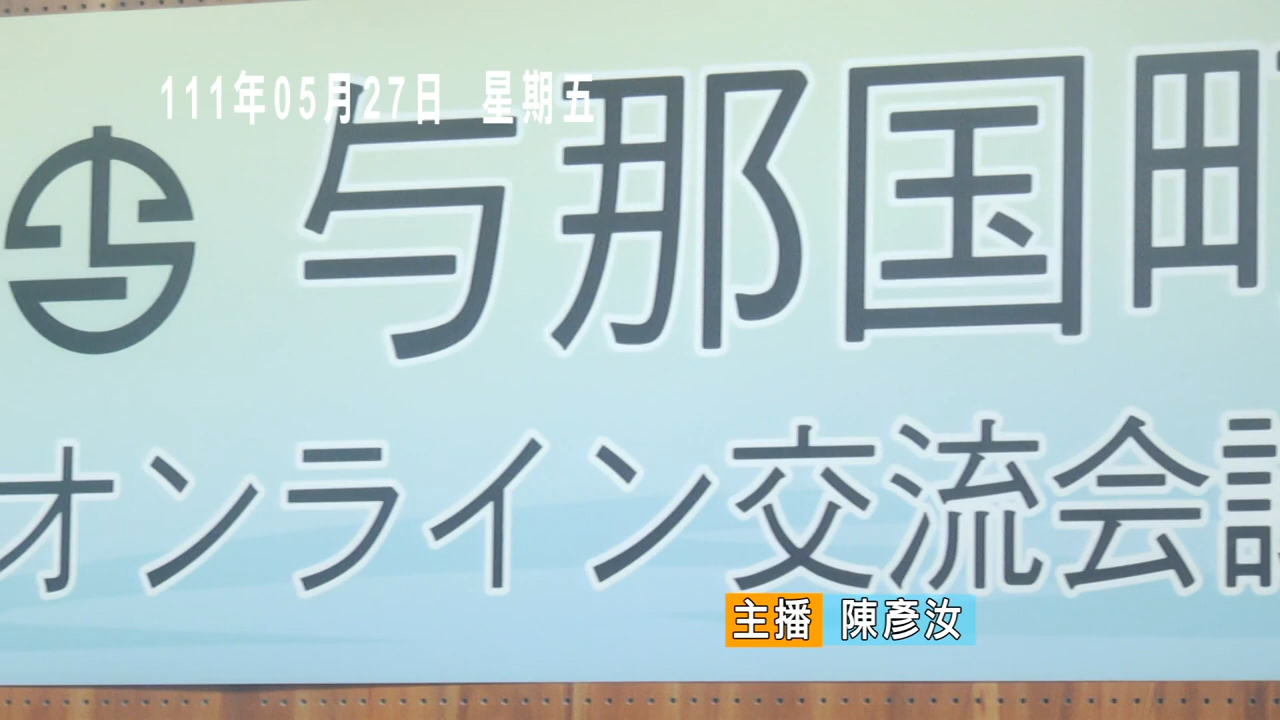 111年05月27日 星期五
与那国町
オンライン交流会
主播 陳彥汝